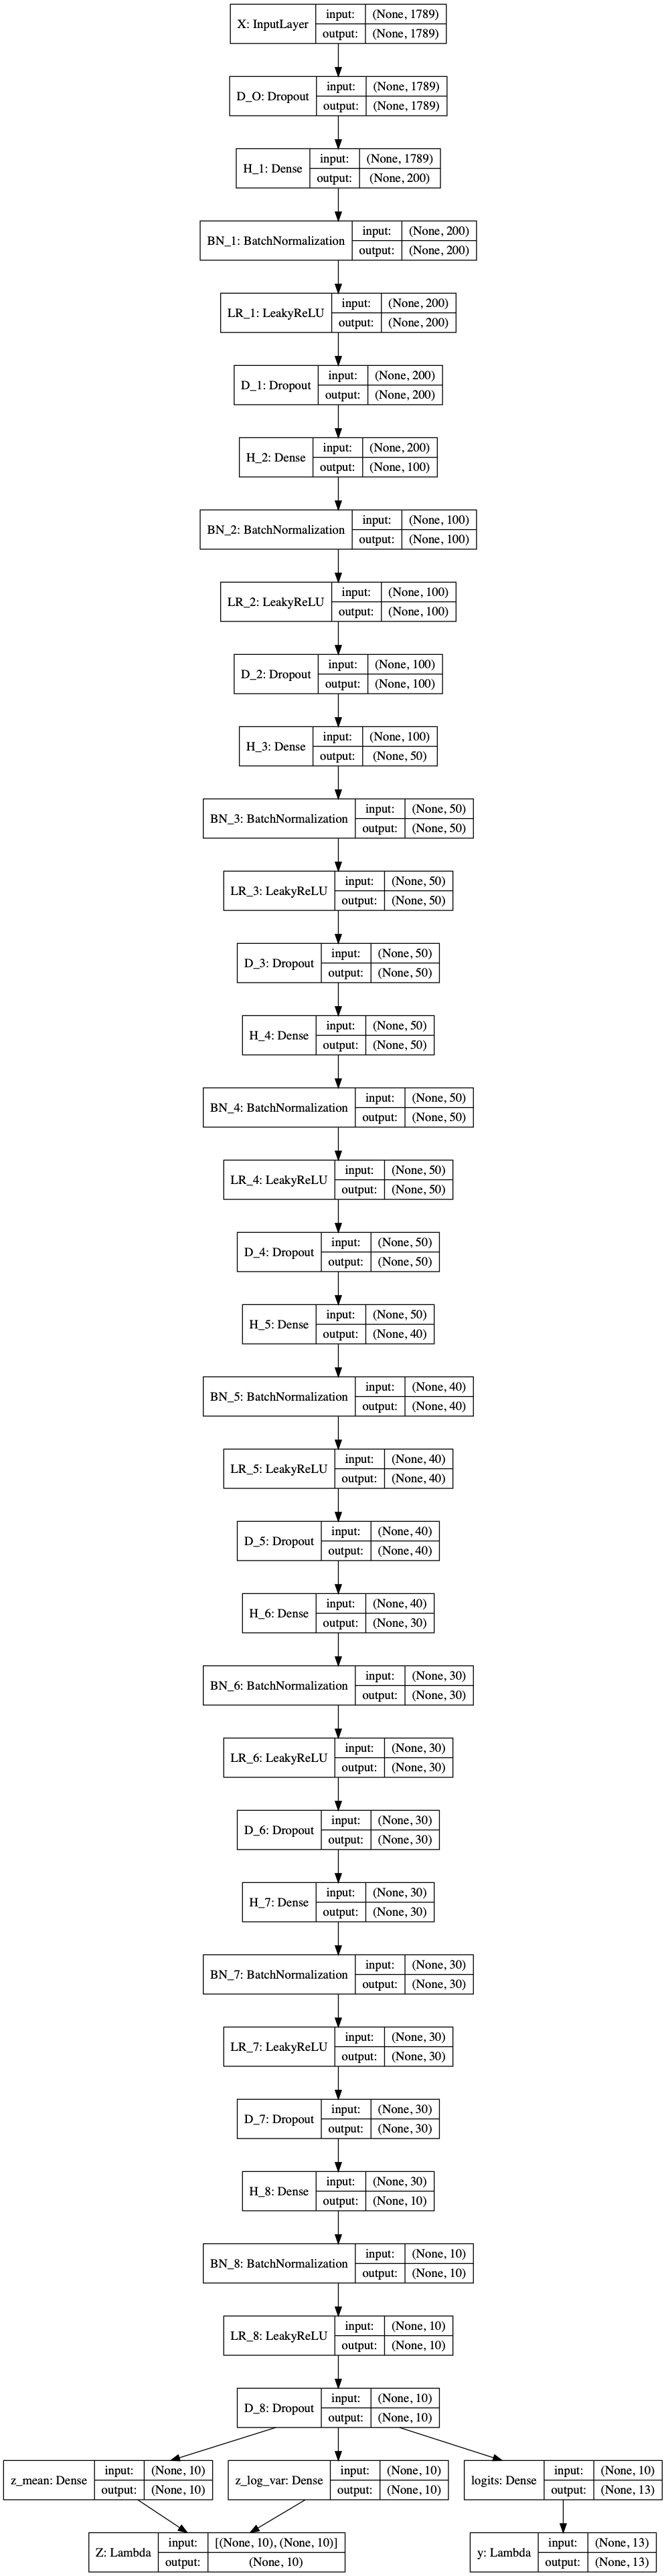 X: InputLayer input: (None, 1789)
output: (None, 1789)
D_O: Dropout input: (None, 1789)
output: (None, 1789)
H_1: Dense input: (None, 1789)
output: (None, 200)
BN_1: BatchNormalization input: (None, 200)
output: (None, 200)
LR_1: LeakyReLU input: (None, 200)
output: (None, 200)
D_1: Dropout input: (None, 200)
output: (None, 200)
H_2: Dense input: (None, 200)
output: (None, 100)
BN_2: BatchNormalization input: (None, 100)
output: (None, 100)
LR_2: LeakyReLU input: (None, 100)
output: (None, 100)
D_2: Dropout input: (None, 100)
output: (None, 100)
H_3: Dense input: (None, 100)
output: (None, 50)
BN_3: BatchNormalization input: (None, 50)
output: (None, 50)
LR_3: LeakyReLU input: (None, 50)
output: (None, 50)
D_3: Dropout input: (None, 50)
output: (None, 50)
H_4: Dense input: (None, 50)
output: (None, 50)
BN_4: BatchNormalization input: (None, 50)
output: (None, 50)
LR_4: LeakyReLU input: (None, 50)
output: (None, 50)
D_4: Dropout input: (None, 50)
output: (None, 50)
H_5: Dense input: (None, 50)
output: (None, 40)
BN_5: BatchNormalization input: (None, 40)
output: (None, 40)
LR_5: LeakyReLU input: (None, 40)
output: (None, 40)
D_5: Dropout input: (None, 40)
output: (None, 40)
H_6: Dense input: (None, 40)
output: (None, 30)
BN_6: BatchNormalization input: (None, 30)
output: (None, 30)
LR_6: LeakyReLU input: (None, 30)
output: (None, 30)
D_6: Dropout input: (None, 30)
output: (None, 30)
H_7: Dense input: (None, 30)
output: (None, 30)
BN_7: BatchNormalization input: (None, 30)
output: (None, 30)
LR_7: LeakyReLU input: (None, 30)
output: (None, 30)
D_7: Dropout input: (None, 30)
output: (None, 30)
H_8: Dense input: (None, 30)
output: (None, 10)
BN_8: BatchNormalization input: (None, 10)
output: (None, 10)
LR_8: LeakyReLU input: (None, 10)
output: (None, 10)
D_8: Dropout input: (None, 10)
output: (None, 10)
z_mean: Dense input: (None, 10)
output: (None, 10)
z_log_var: Dense input: (None, 10)
output: (None, 10)
logits: Dense input: (None, 10)
output: (None, 13)
Z: Lambda input: [(None, 10), (None, 10)]
output: (None, 10)
y: Lambda input: (None, 13)
output: (None, 13)